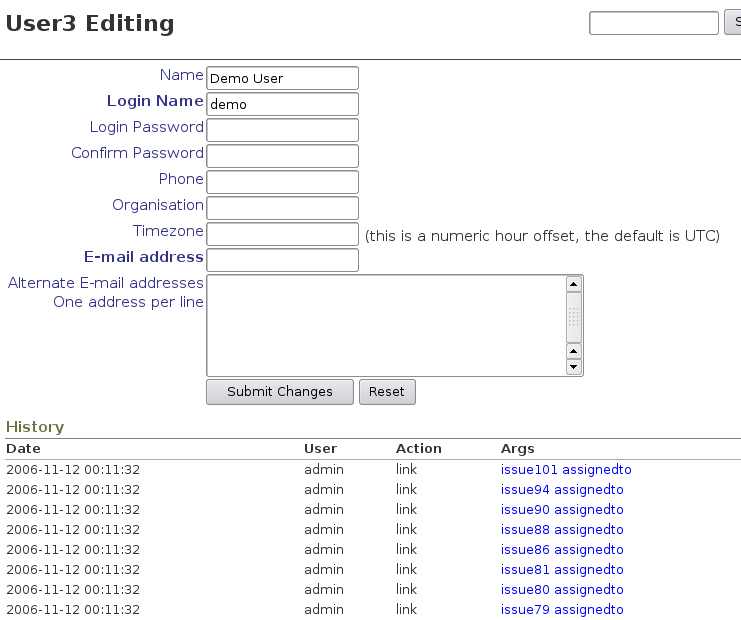 User3 Editing
Name Demo User
Login Name demo
Login Password
Confirm Password
Phone
Organisation
Timezone (this is a numeric hour offset, the default is UTC)
E-mail address
Alternate E-mail addresses
One address per line
Submit Changes Reset
History
Date User Action Args
2006-11-12 00:11:32 admin link issue101 assignedto
2006-11-12 00:11:32 admin link issue94 assignedto
2006-11-12 00:11:32 admin link issue90 assignedto
2006-11-12 00:11:32 admin link issue88 assignedto
2006-11-12 00:11:32 admin link issue86 assignedto
2006-11-12 00:11:32 admin link issue81 assignedto
2006-11-12 00:11:32 admin link issue80 assignedto
2006-11-12 00:11:32 admin link issue79 assignedto